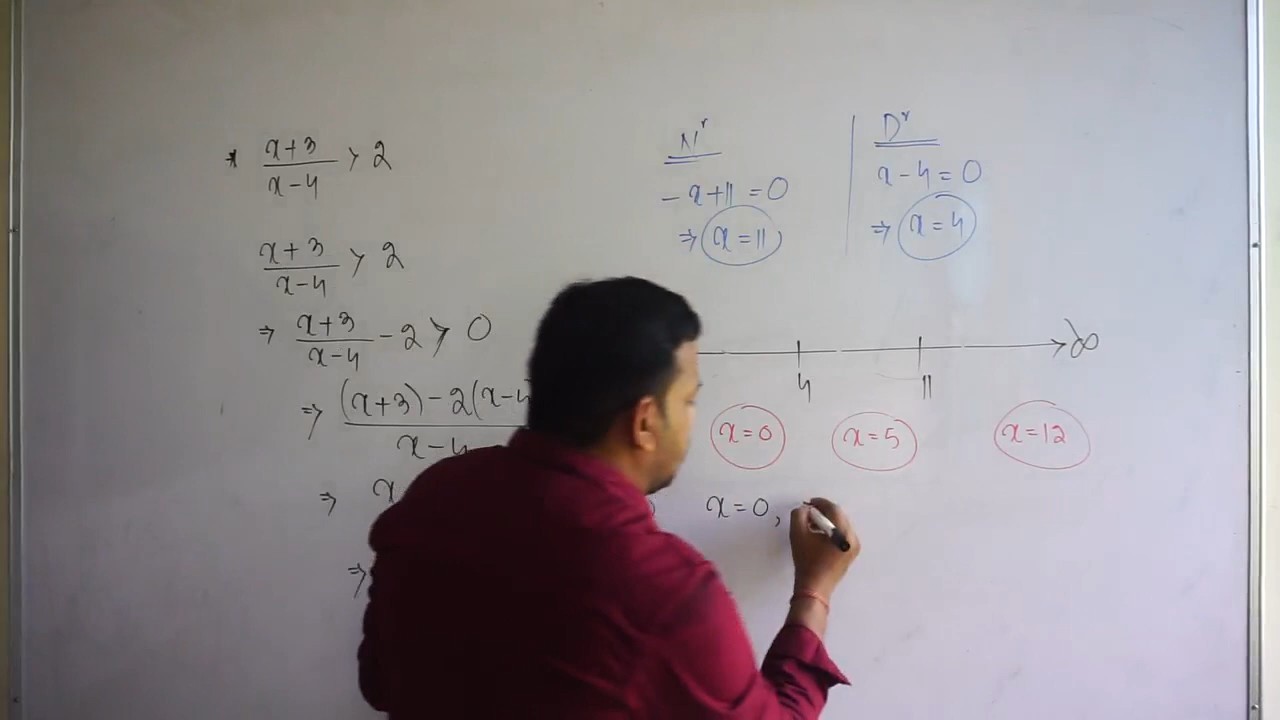 * x+3 / x-4 > 2
x+3 / x-4 > 2
⇒ x+3 / x-4 - 2 > 0
⇒ (x+3) - 2(x-4) / x-4
⇒ x
⇒
Nʳ
-x+11 = 0
⇒ x = 11
Dʳ
x-4 = 0
⇒ x = 4
4 11 ∞
x=0 x=5 x=12
x=0,